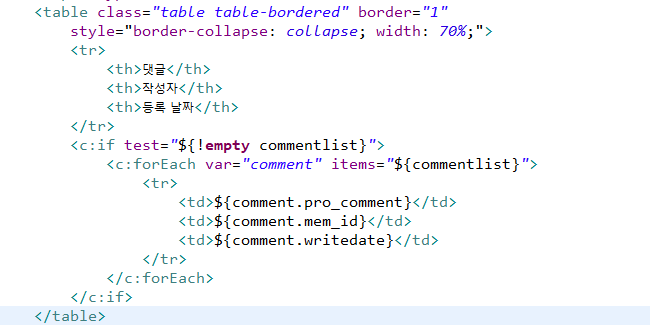 <table class="table table-bordered" border="1"
style="border-collapse: collapse; width: 70%;">
<tr>
<th>댓글</th>
<th>작성자</th>
<th>등록 날짜</th>
</tr>
<c:if test="${!empty commentlist}">
<c:forEach var="comment" items="${commentlist}">
<tr>
<td>${comment.pro_comment}</td>
<td>${comment.mem_id}</td>
<td>${comment.writedate}</td>
</tr>
</c:forEach>
</c:if>
</table>